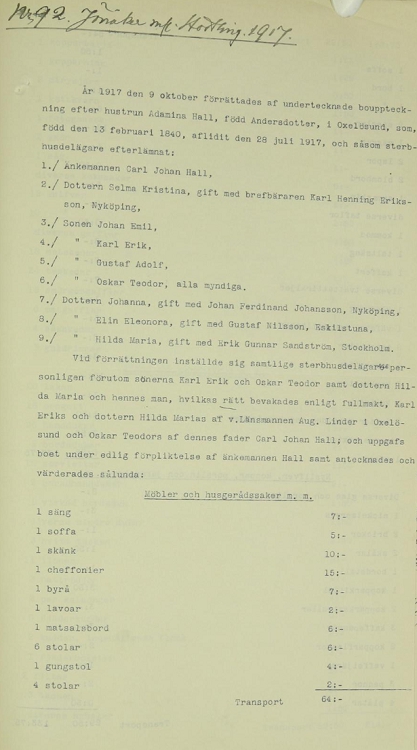 Nr 92. Jönåker m fl. Hödting. 1917.
År 1917 den 9 oktober förrättades af undertecknade bouppteck-
ning efter hustrun Adamina Hall, född Andersdotter, i Oxelösund, som,
född den 13 februari 1840, aflidit den 28 juli 1917, och såsom sterb-
husdelägare efterlämnat:
1./ Änkemannen Carl Johan Hall,
2./ Dottern Selma Kristina, gift med brefbäraren Karl Henning Eriks-
son, Nyköping,
3./ Sonen Johan Emil,
4./ " Karl Erik,
5./ " Gustaf Adolf,
6./ " Oskar Teodor, alla myndiga.
7./ Dottern Johanna, gift med Johan Ferdinand Johansson, Nyköping,
8./ " Elin Eleonora, gift med Gustaf Nilsson, Eskilstuna,
9./ " Hilda Maria, gift med Erik Gunnar Sandström, Stockholm.
Vid förrättningen inställde sig samtlige sterbhusdelägare per-
sonligen förutom sönerna Karl Erik och Oskar Teodor samt dottern Hil-
da Maria och hennes man, hvilkas rätt bevakades enligt fullmakt, Karl
Eriks och dottern Hilda Marias af v.Länsmannen Aug. Linder i Oxelö-
sund och Oskar Teodors af dennes fader Carl Johan Hall; och uppgafs
boet under edlig förpliktelse af änkemannen Hall samt antecknades och
värderades sålunda:
Möbler och husgerådssaker m. m.
1 säng 7:-
1 soffa 5:-
1 skänk 10:-
1 cheffonier 15:-
1 byrå 7:-
1 lavoar 2:-
1 matsalsbord 6:-
6 stolar 6:-
1 gungstol 4:-
4 stolar 2:-
Transport 64:-